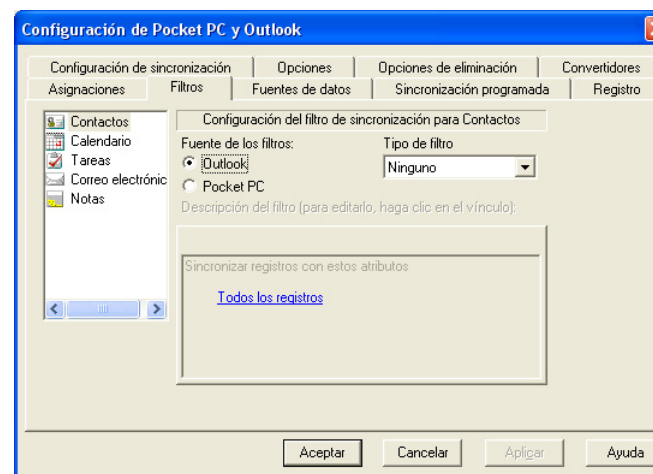 Configuración de Pocket PC y Outlook
Configuración de sincronización Opciones Opciones de eliminación Convertidores
Asignaciones Filtros Fuentes de datos Sincronización programada Registro
Contactos
Calendario
Tareas
Correo electrónic
Notas
Configuración del filtro de sincronización para Contactos
Fuente de los filtros: Tipo de filtro
Outlook Ninguno
Pocket PC
Descripción del filtro (para editarlo, haga clic en el vínculo):
Sincronizar registros con estos atributos
Todos los registros
Aceptar Cancelar Aplicar Ayuda